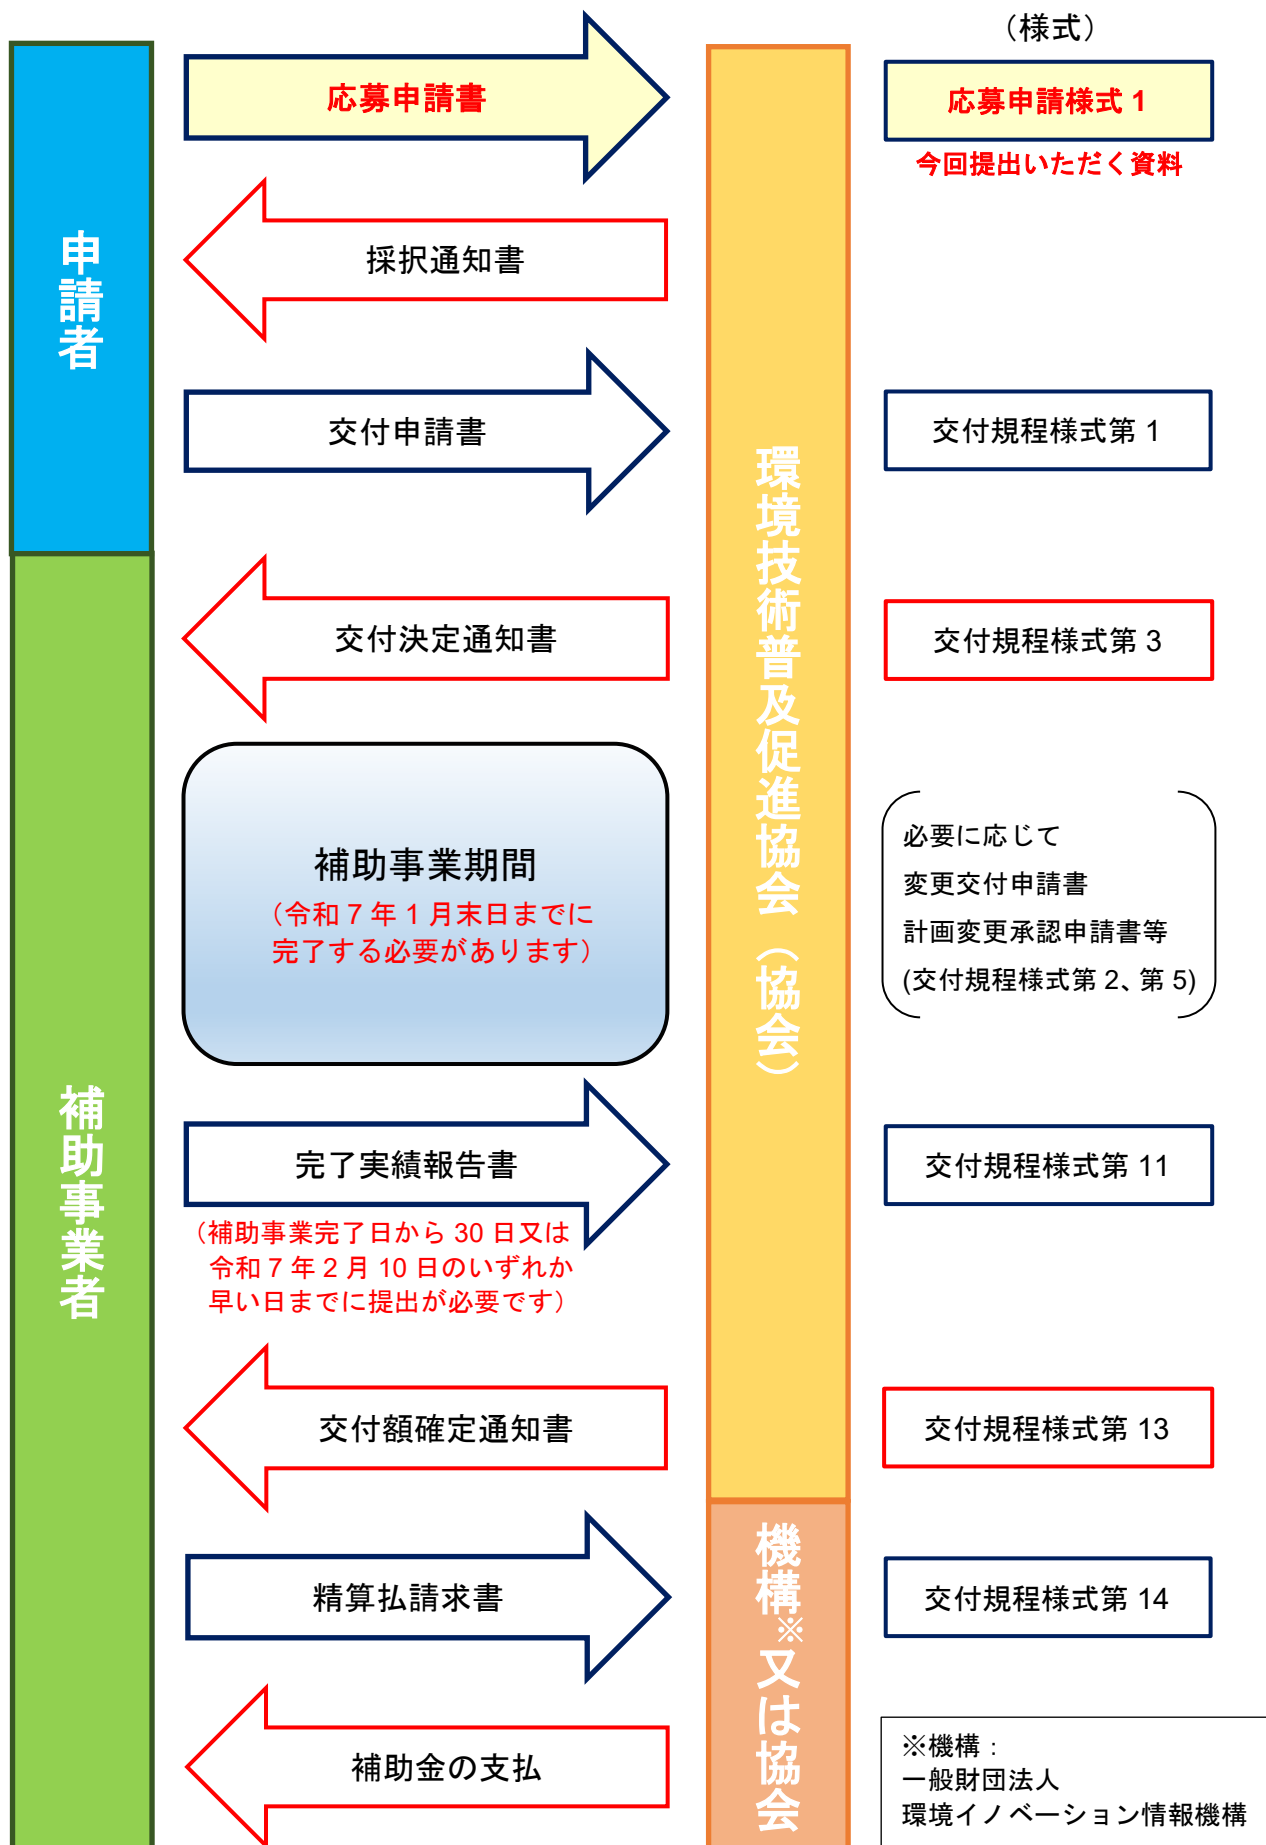 （様式）
応募申請書
応募申請様式 1
今回提出いただく資料
採択通知書
申請者
交付申請書
交付規程様式第 1
環境技術普及促進協会（協会）
交付決定通知書
交付規程様式第 3
補助事業期間
（令和 7 年 1 月末日までに
完了する必要があります）
必要に応じて
変更交付申請書
計画変更承認申請書等
(交付規程様式第 2、第 5)
補助事業者
完了実績報告書
交付規程様式第 11
（補助事業完了日から 30 日又は
令和 7 年 2 月 10 日のいずれか
早い日までに提出が必要です）
交付額確定通知書
交付規程様式第 13
機構※又は協会
精算払請求書
交付規程様式第 14
補助金の支払
※機構：
一般財団法人
環境イノベーション情報機構